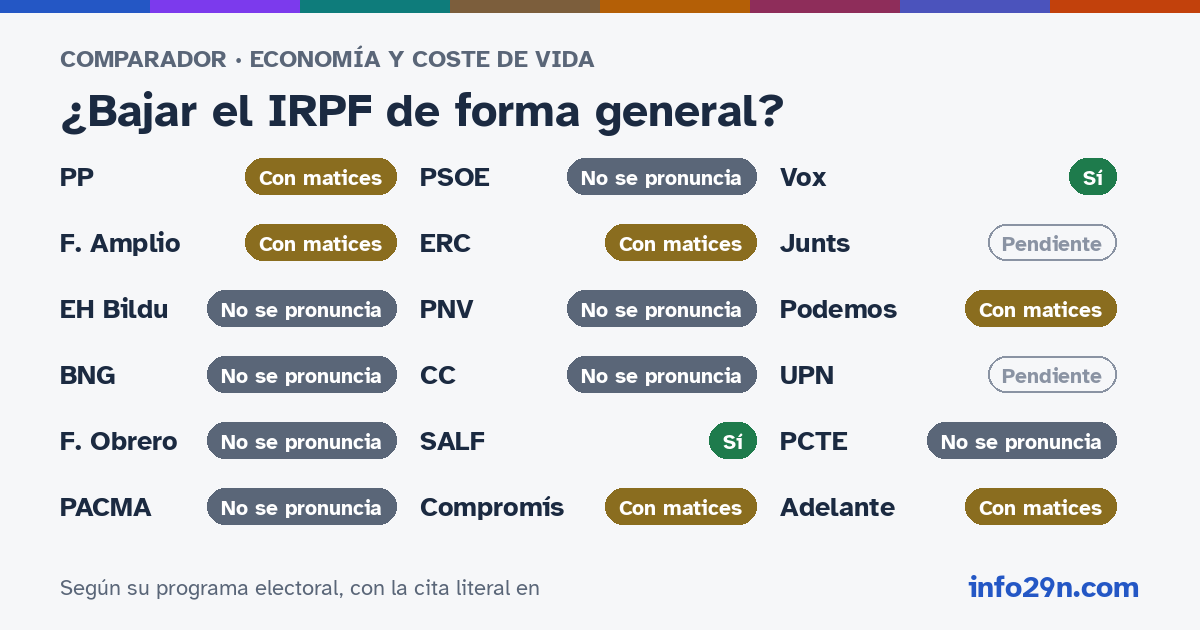 COMPARADOR · ECONOMÍA Y COSTE DE VIDA
¿Bajar el IRPF de forma general?
PP Con matices PSOE No se pronuncia Vox Sí
F. Amplio Con matices ERC Con matices Junts Pendiente
EH Bildu No se pronuncia PNV No se pronuncia Podemos Con matices
BNG No se pronuncia CC No se pronuncia UPN Pendiente
F. Obrero No se pronuncia SALF Sí PCTE No se pronuncia
PACMA No se pronuncia Compromís Con matices Adelante Con matices
Según su programa electoral, con la cita literal en info29n.com